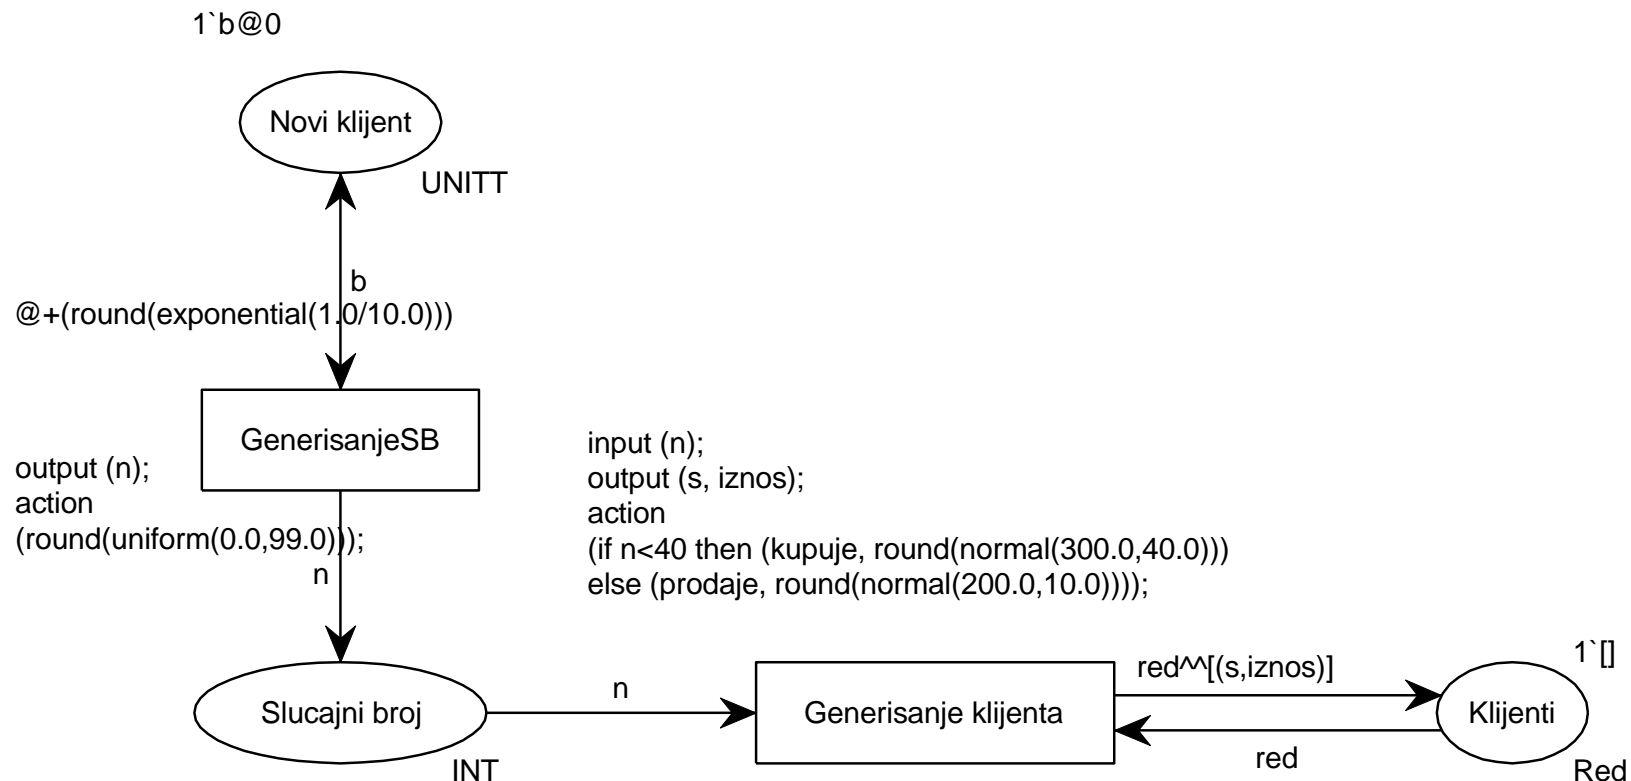 1`b@0
Novi klijent
UNITT
b
@+(round(exponential(1.0/10.0)))
GenerisanjeSB
output (n);
action
(round(uniform(0.0,99.0)));
n
input (n);
output (s, iznos);
action
(if n<40 then (kupuje, round(normal(300.0,40.0)))
else (prodaje, round(normal(200.0,10.0))));
Slucajni broj
INT
n
Generisanje klijenta
red^^[(s,iznos)]
red
1`[]
Klijenti
Red